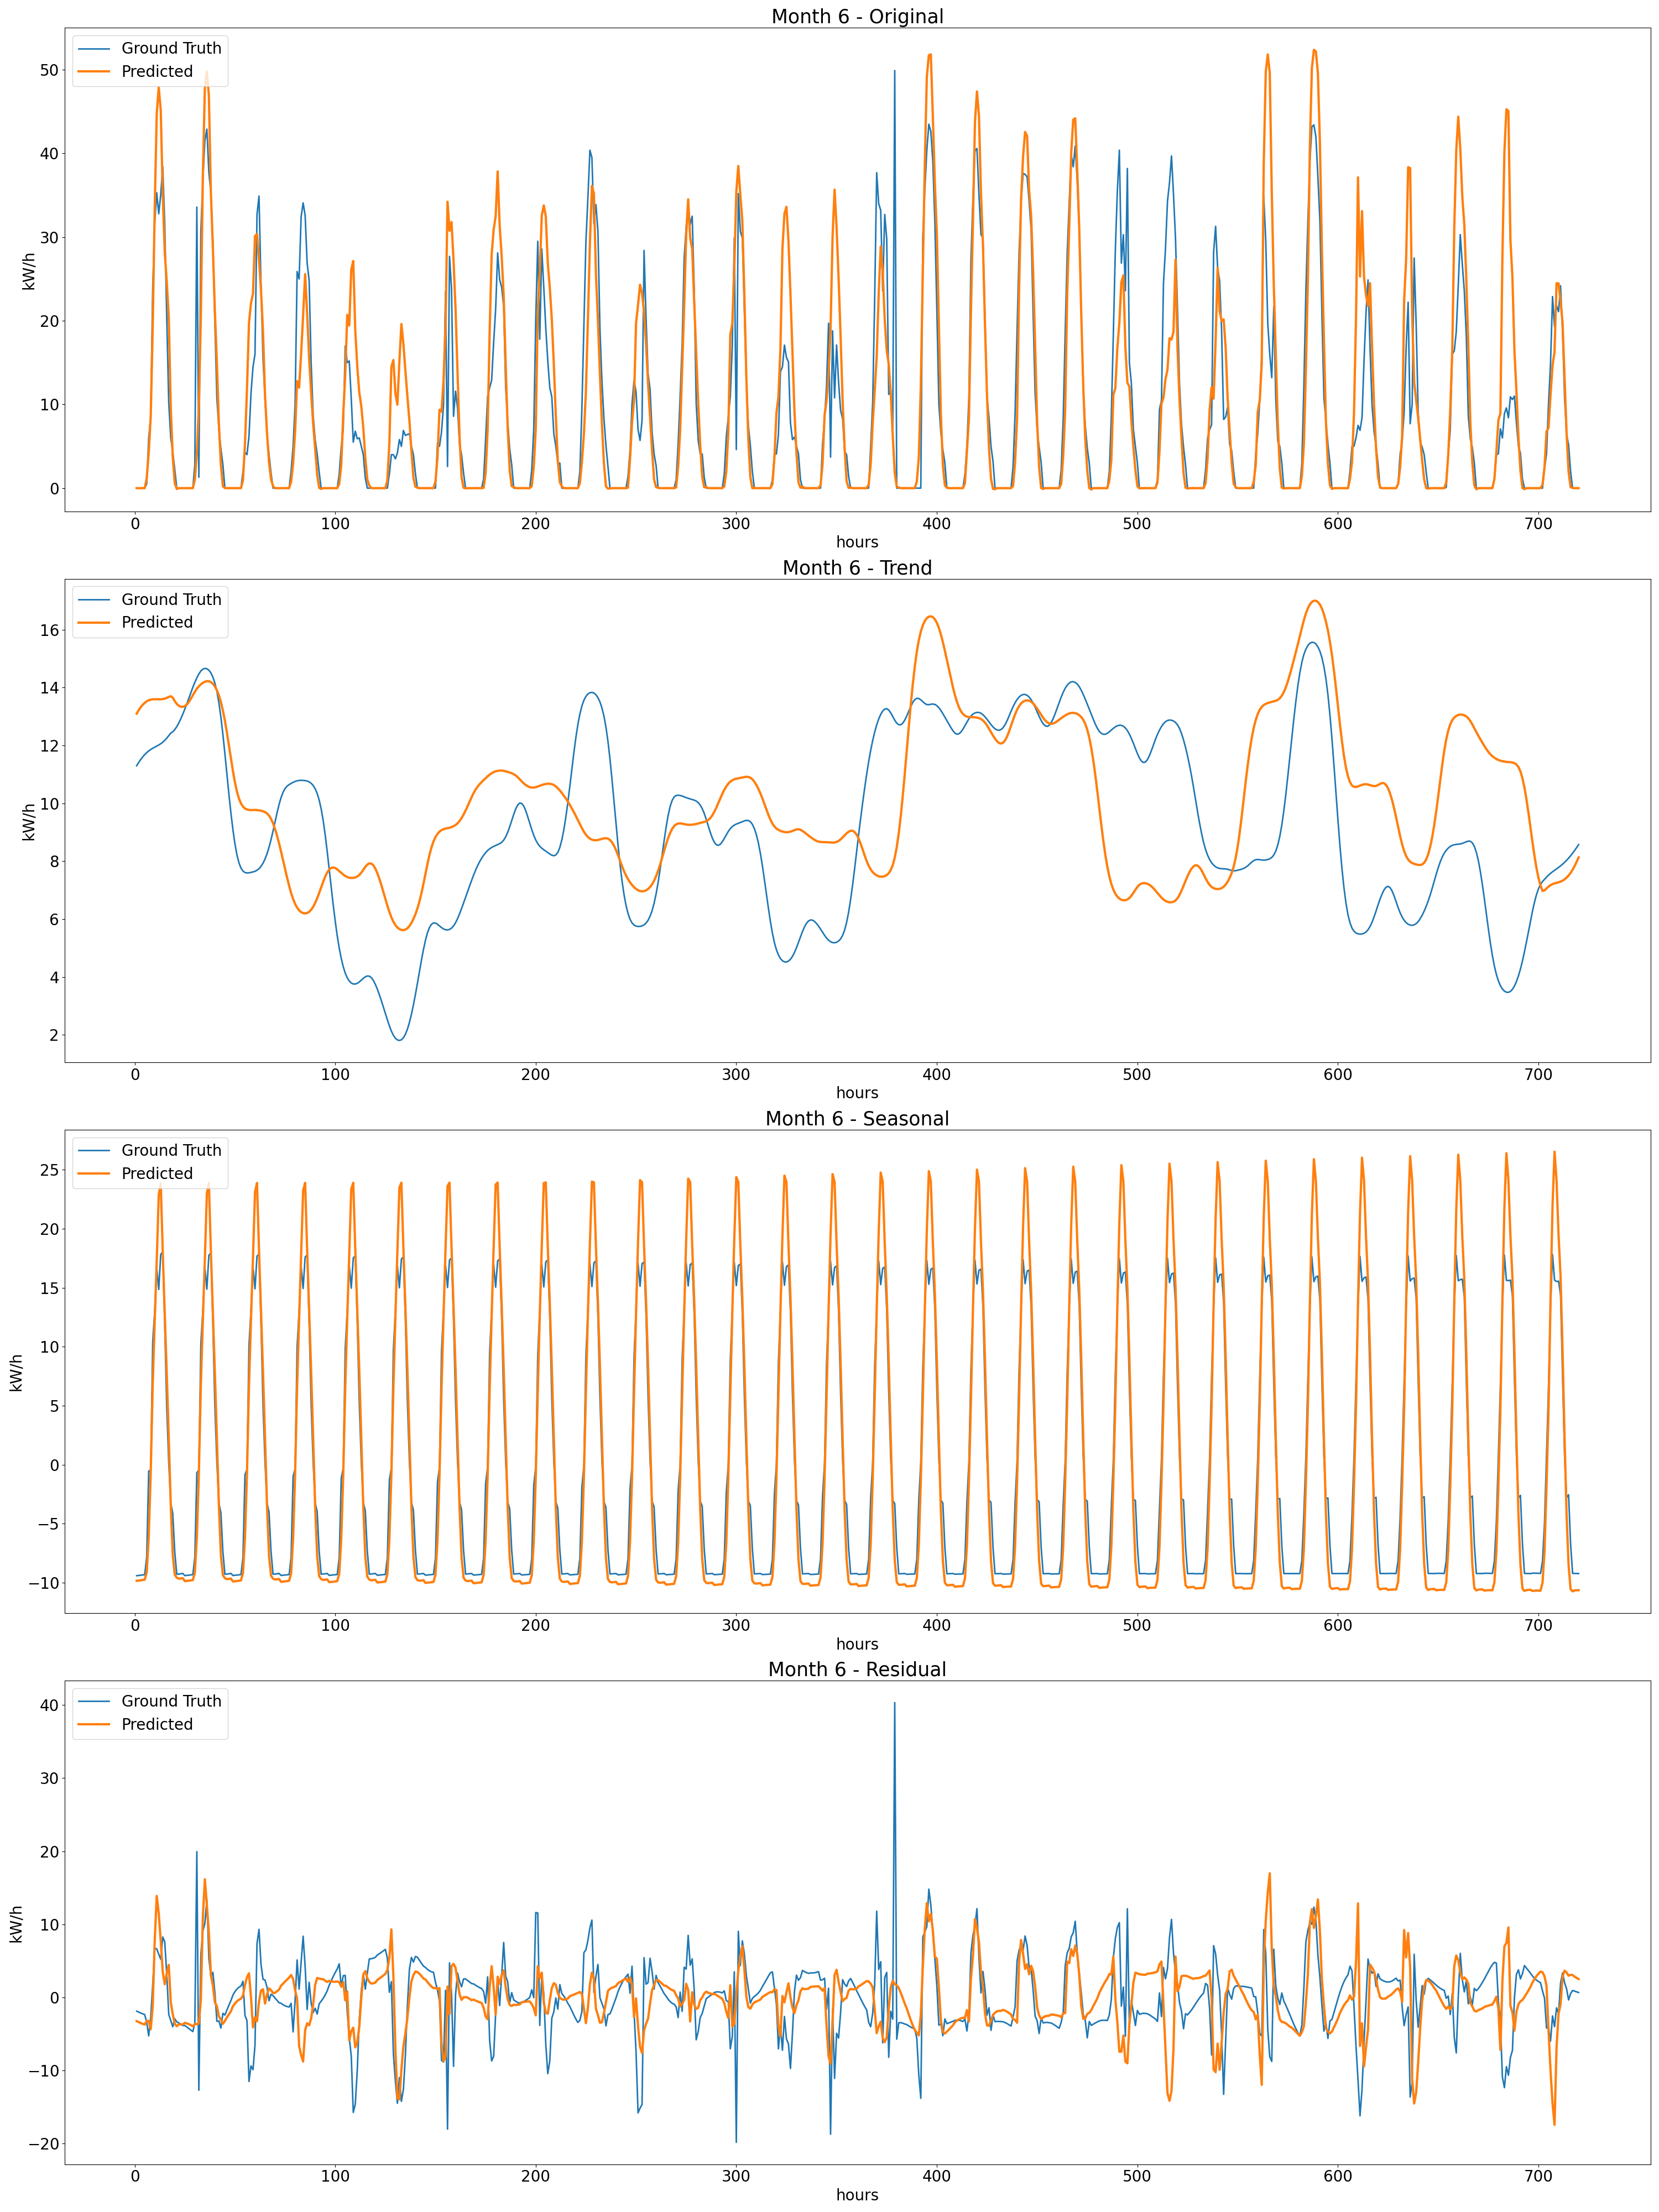 Month 6 - Original
Ground Truth
Predicted
50
40
30
20
10
0
kW/h
0 100 200 300 400 500 600 700
hours
Month 6 - Trend
Ground Truth
Predicted
16
14
12
10
8
6
4
2
kW/h
0 100 200 300 400 500 600 700
hours
Month 6 - Seasonal
Ground Truth
Predicted
25
20
15
10
5
0
−5
−10
kW/h
0 100 200 300 400 500 600 700
hours
Month 6 - Residual
Ground Truth
Predicted
40
30
20
10
0
−10
−20
kW/h
0 100 200 300 400 500 600 700
hours